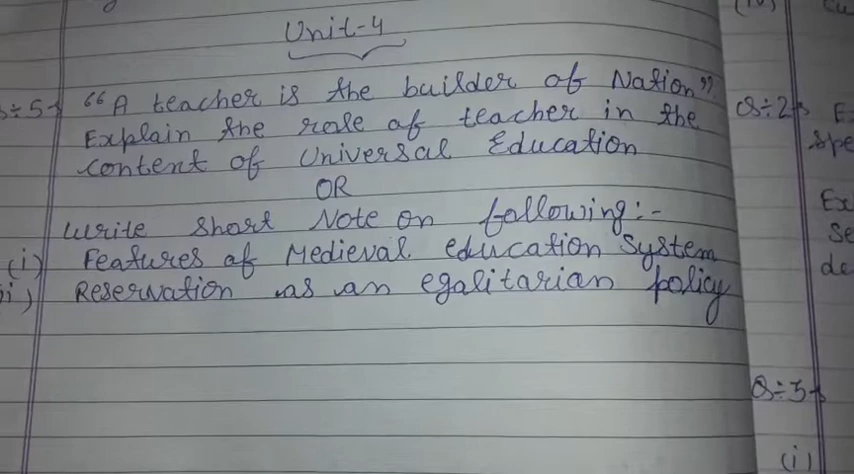 Unit-4
5→ "A teacher is the builder of Nation".
Explain the role of teacher in the
content of Universal Education
OR
Write Short Note on following:-
(i) Features of Medieval education System
Reservation as an egalitarian policy
Q÷2→
Q÷3→
(i)